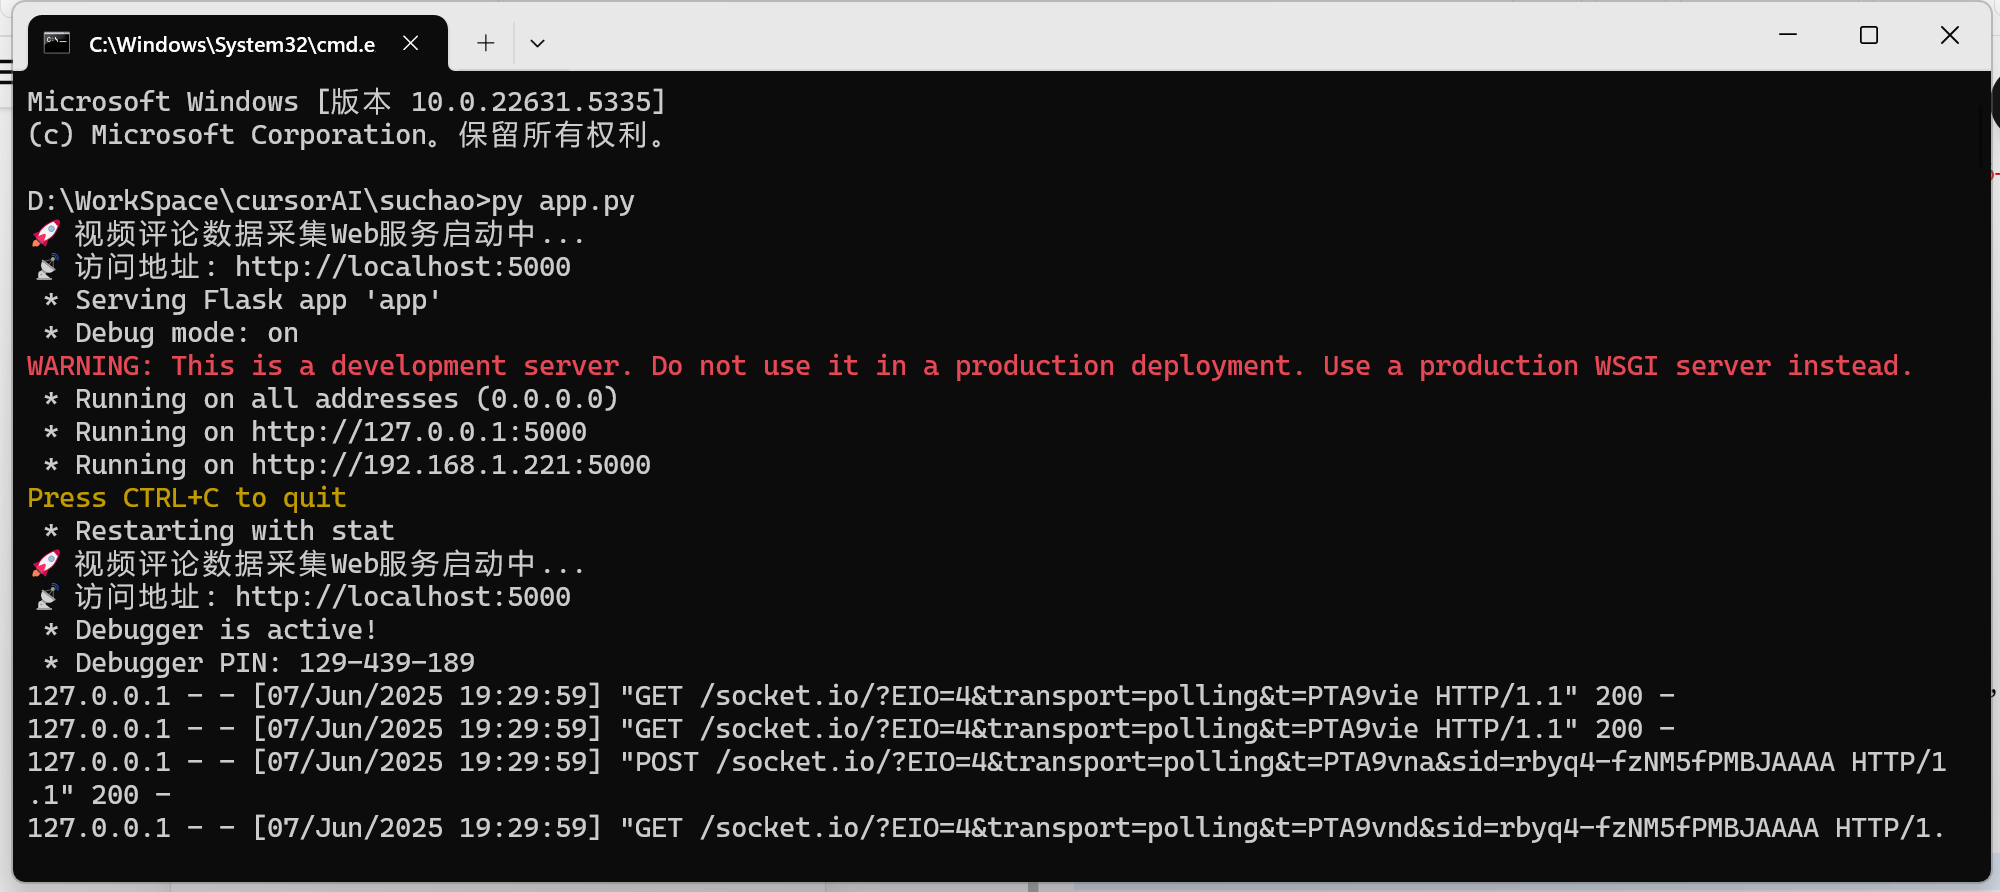 C:\Windows\System32\cmd.e
Microsoft Windows [版本 10.0.22631.5335]
(c) Microsoft Corporation。保留所有权利。
D:\WorkSpace\cursorAI\suchao>py app.py
🚀 视频评论数据采集Web服务启动中...
📡 访问地址: http://localhost:5000
 * Serving Flask app 'app'
 * Debug mode: on
WARNING: This is a development server. Do not use it in a production deployment. Use a production WSGI server instead.
 * Running on all addresses (0.0.0.0)
 * Running on http://127.0.0.1:5000
 * Running on http://192.168.1.221:5000
Press CTRL+C to quit
 * Restarting with stat
🚀 视频评论数据采集Web服务启动中...
📡 访问地址: http://localhost:5000
 * Debugger is active!
 * Debugger PIN: 129-439-189
127.0.0.1 - - [07/Jun/2025 19:29:59] "GET /socket.io/?EIO=4&transport=polling&t=PTA9vie HTTP/1.1" 200 -
127.0.0.1 - - [07/Jun/2025 19:29:59] "GET /socket.io/?EIO=4&transport=polling&t=PTA9vie HTTP/1.1" 200 -
127.0.0.1 - - [07/Jun/2025 19:29:59] "POST /socket.io/?EIO=4&transport=polling&t=PTA9vna&sid=rbyq4-fzNM5fPMBJAAAA HTTP/1
.1" 200 -
127.0.0.1 - - [07/Jun/2025 19:29:59] "GET /socket.io/?EIO=4&transport=polling&t=PTA9vnd&sid=rbyq4-fzNM5fPMBJAAAA HTTP/1.